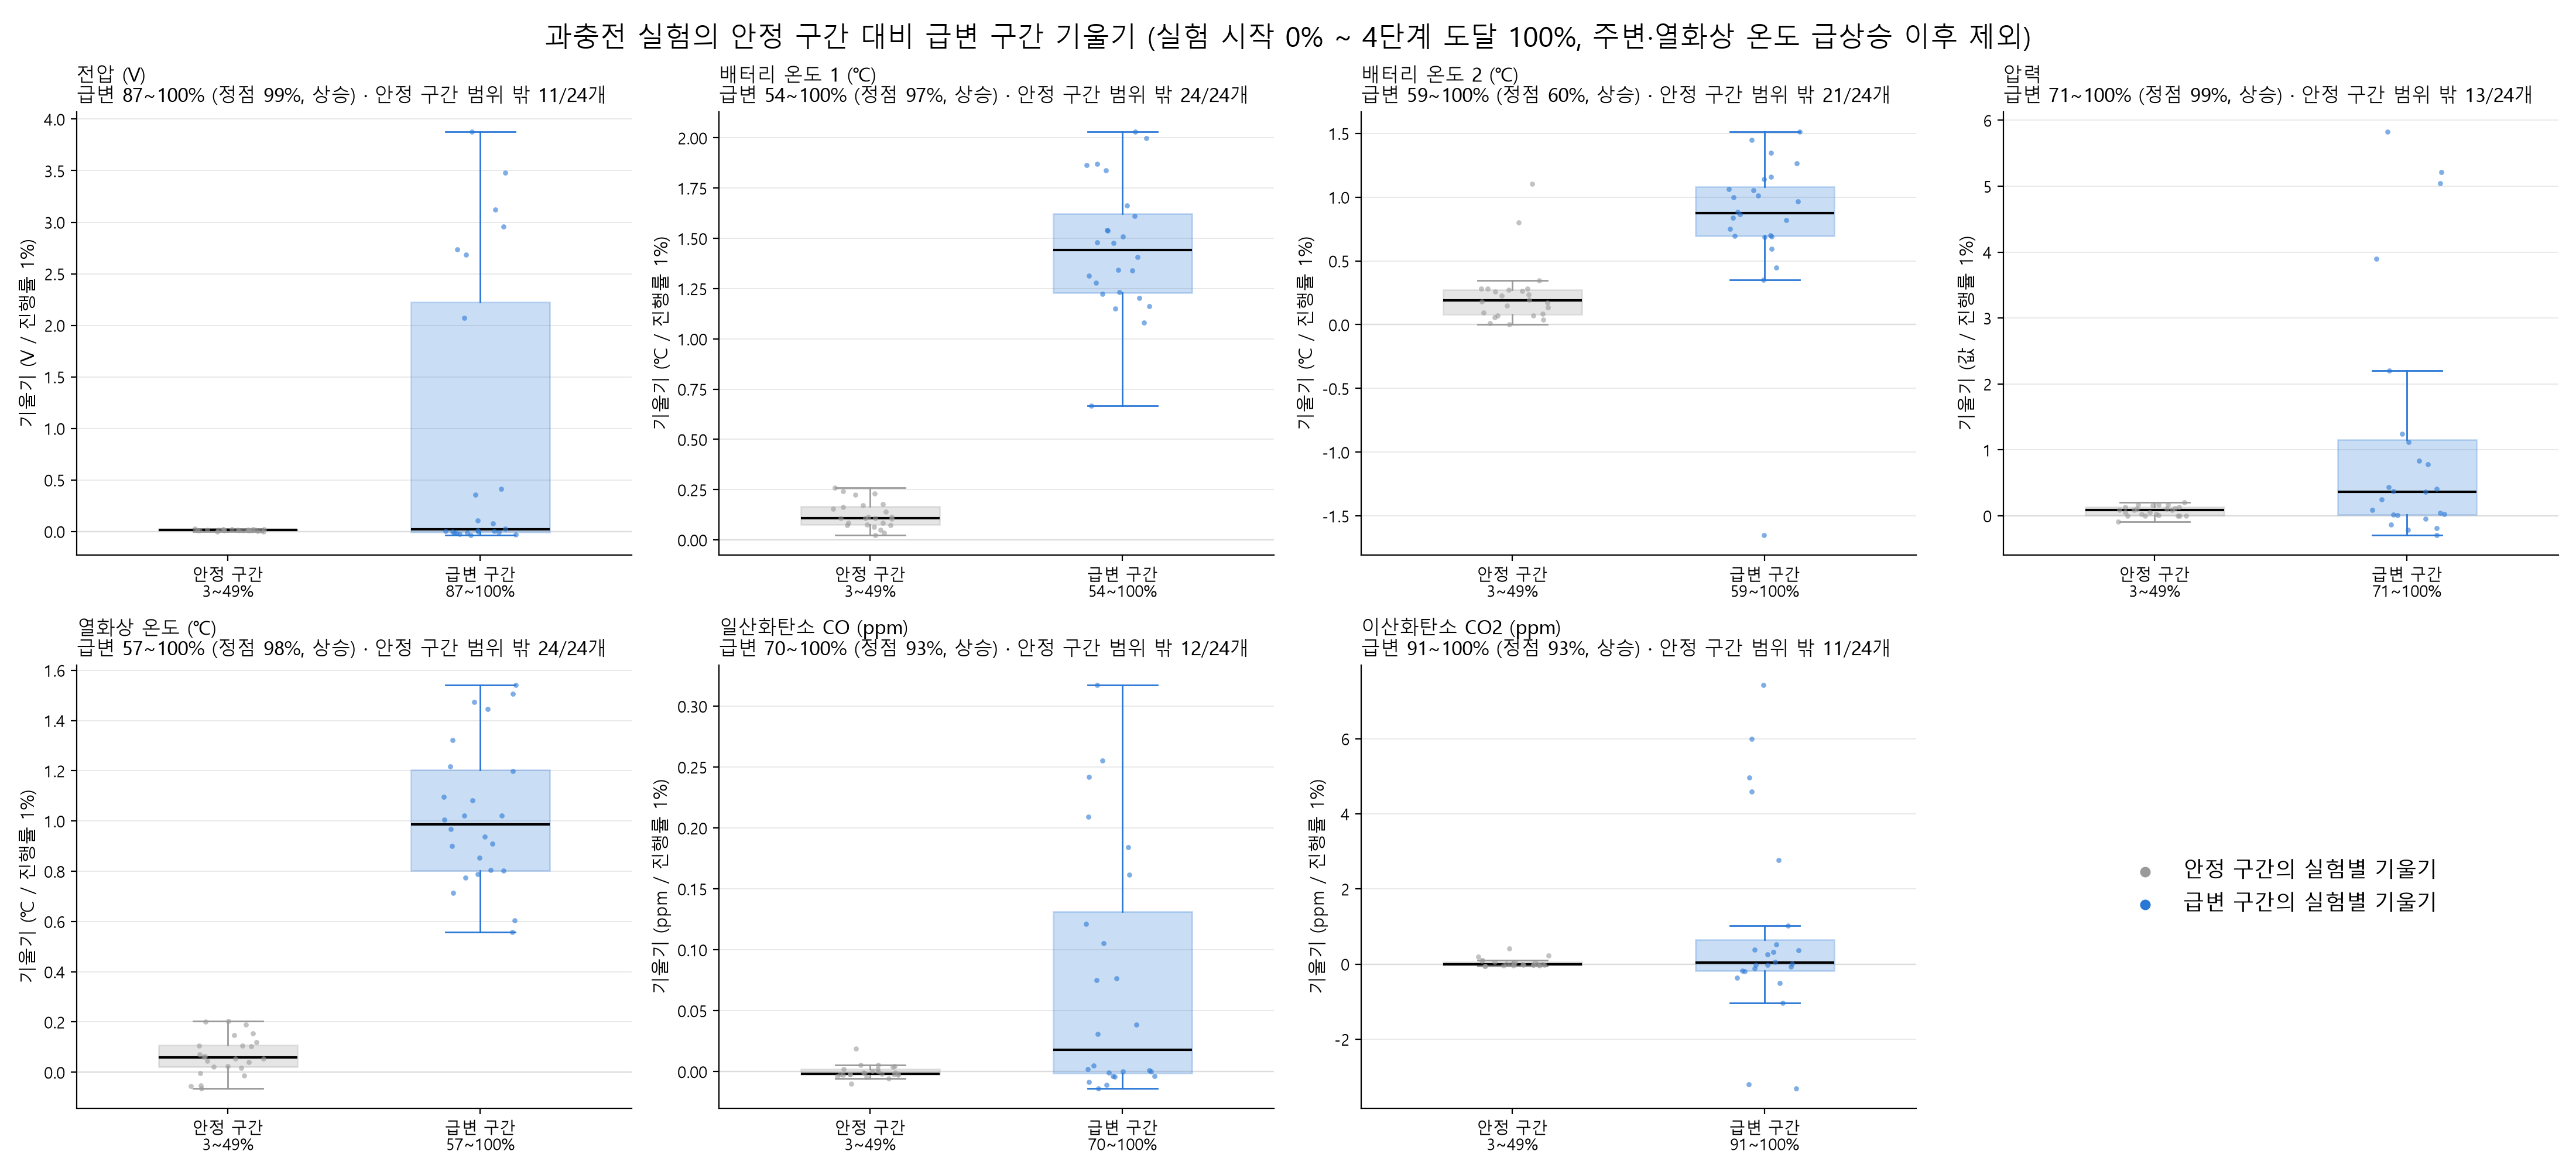 과충전 실험의 안정 구간 대비 급변 구간 기울기 (실험 시작 0% ~ 4단계 도달 100%, 주변·열화상 온도 급상승 이후 제외)
전압 (V)
급변 87~100% (정점 99%, 상승) · 안정 구간 범위 밖 11/24개
기울기 (V / 진행률 1%)
4.0
3.5
3.0
2.5
2.0
1.5
1.0
0.5
0.0
안정 구간
3~49%
급변 구간
87~100%
배터리 온도 1 (℃)
급변 54~100% (정점 97%, 상승) · 안정 구간 범위 밖 24/24개
기울기 (℃ / 진행률 1%)
2.00
1.75
1.50
1.25
1.00
0.75
0.50
0.25
0.00
안정 구간
3~49%
급변 구간
54~100%
배터리 온도 2 (℃)
급변 59~100% (정점 60%, 상승) · 안정 구간 범위 밖 21/24개
기울기 (℃ / 진행률 1%)
1.5
1.0
0.5
0.0
-0.5
-1.0
-1.5
안정 구간
3~49%
급변 구간
59~100%
압력
급변 71~100% (정점 99%, 상승) · 안정 구간 범위 밖 13/24개
기울기 (값 / 진행률 1%)
6
5
4
3
2
1
0
안정 구간
3~49%
급변 구간
71~100%
열화상 온도 (℃)
급변 57~100% (정점 98%, 상승) · 안정 구간 범위 밖 24/24개
기울기 (℃ / 진행률 1%)
1.6
1.4
1.2
1.0
0.8
0.6
0.4
0.2
0.0
안정 구간
3~49%
급변 구간
57~100%
일산화탄소 CO (ppm)
급변 70~100% (정점 93%, 상승) · 안정 구간 범위 밖 12/24개
기울기 (ppm / 진행률 1%)
0.30
0.25
0.20
0.15
0.10
0.05
0.00
안정 구간
3~49%
급변 구간
70~100%
이산화탄소 CO2 (ppm)
급변 91~100% (정점 93%, 상승) · 안정 구간 범위 밖 11/24개
기울기 (ppm / 진행률 1%)
6
4
2
0
-2
안정 구간
3~49%
급변 구간
91~100%
안정 구간의 실험별 기울기
급변 구간의 실험별 기울기